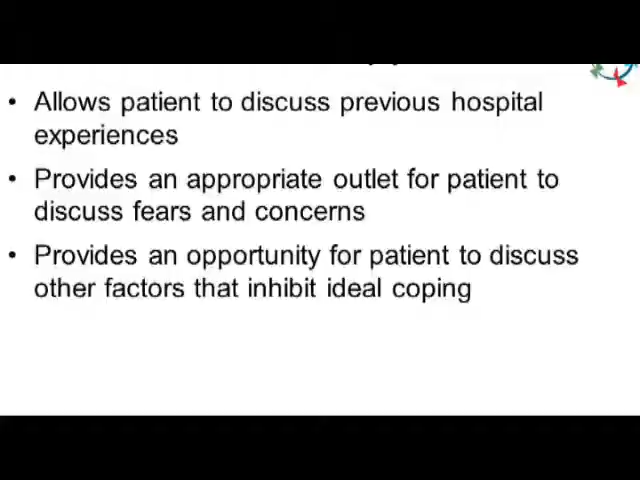 • Allows patient to discuss previous hospital
experiences
• Provides an appropriate outlet for patient to
discuss fears and concerns
• Provides an opportunity for patient to discuss
other factors that inhibit ideal coping